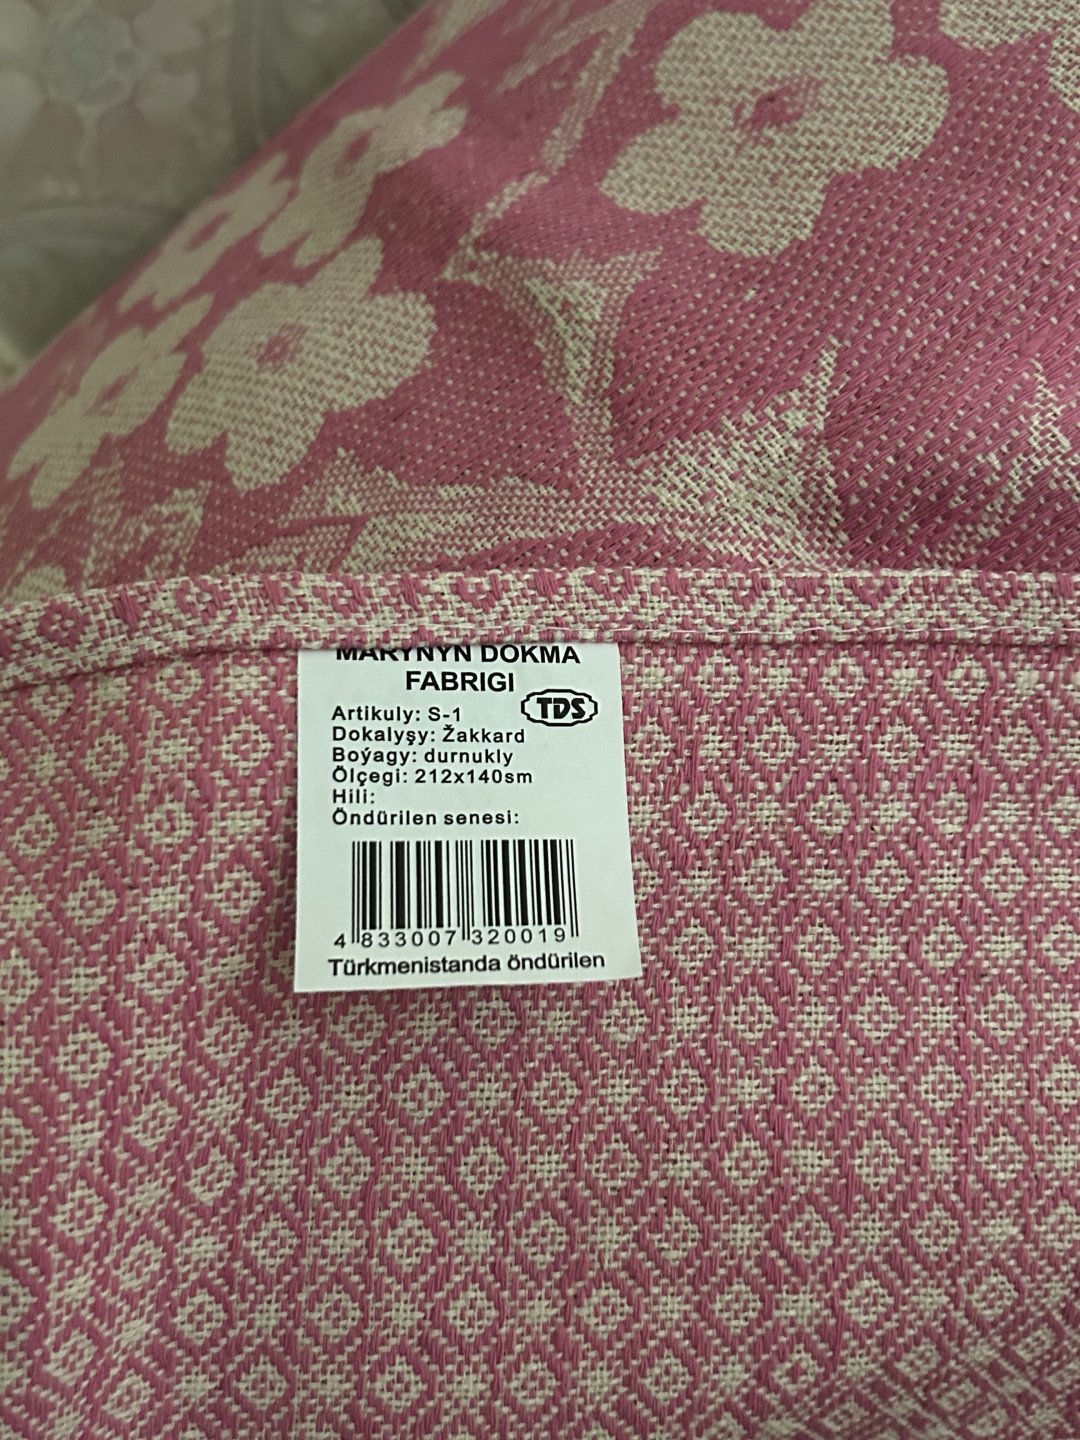 MARYNYN DOKMA
FABRIGI
TDS
Artikuly: S-1
Dokalyşy: Žakkard
Boýagy: durnukly
Ölçegi: 212x140sm
Hili:
Öndürilen senesi:
4 833007 320019
Türkmenistanda öndürilen